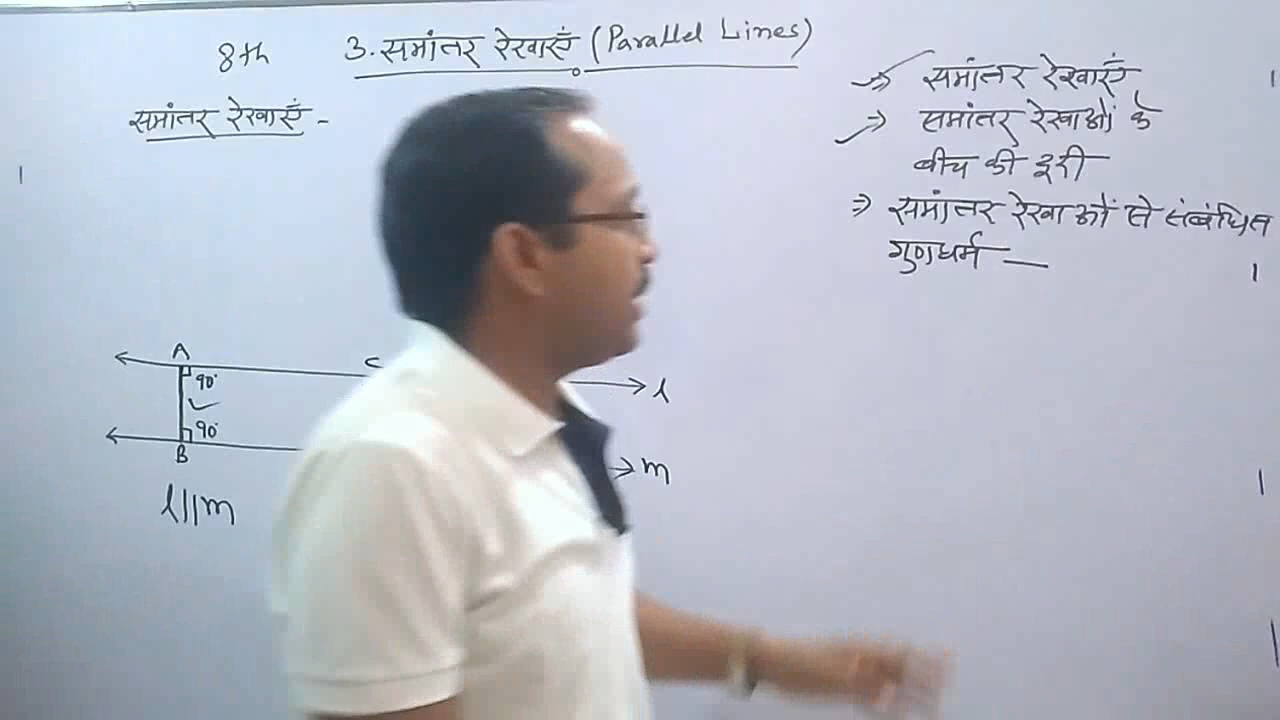 8th 3. समांतर रेखाएँ (Parallel Lines)
समांतर रेखाएँ -
⇒ समांतर रेखाएँ
⇒ समांतर रेखाओं के
बीच की दूरी
⇒ समांतर रेखाओं से संबंधित
गुणधर्म —
A C
90° l
90°
B m
l||m